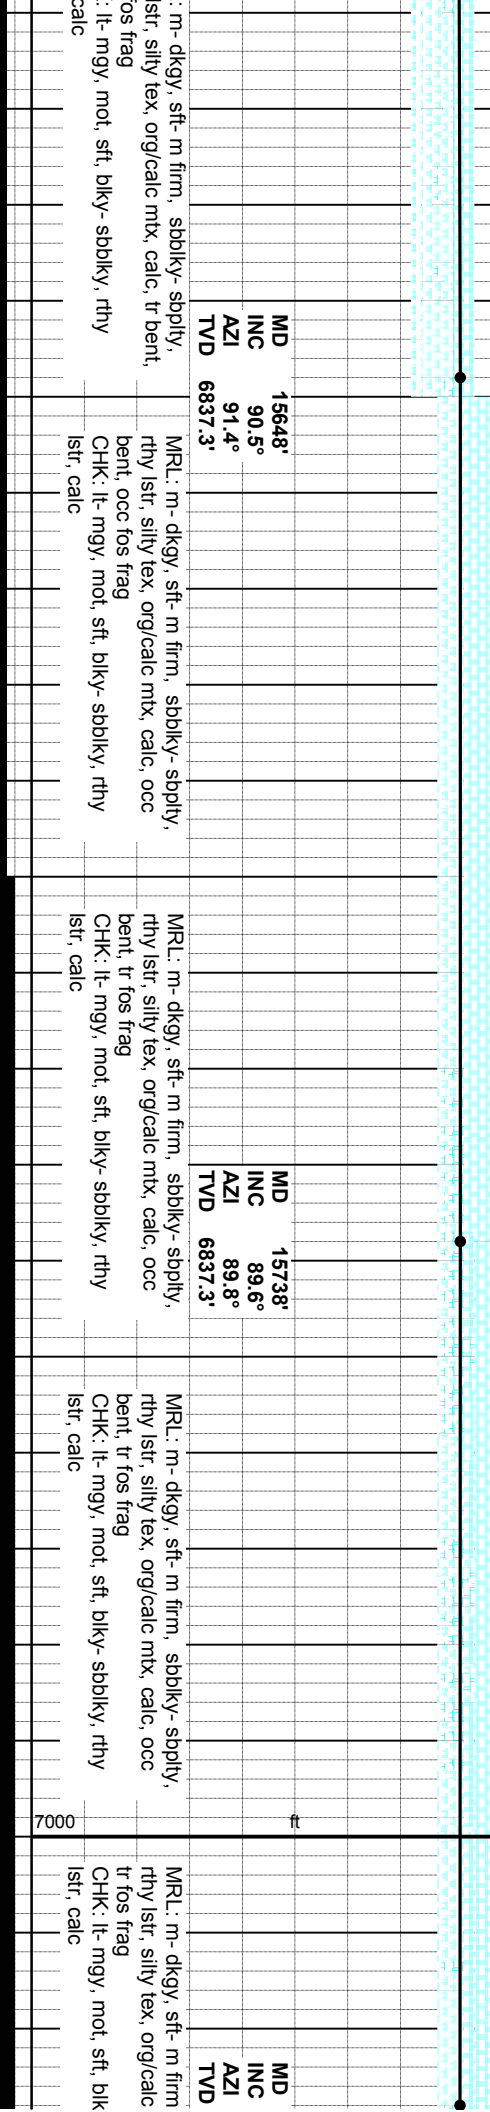 : m- dkgy, sft- m firm, sbblky- sbplty,
lstr, silty tex, org/calc mtx, calc, tr bent,
fos frag
: lt- mgy, mot, sft, blky- sbblky, rthy
calc
MD 15648'
INC 90.5°
AZI 91.4°
TVD 6837.3'
MRL: m- dkgy, sft- m firm, sbblky- sbplty,
rthy lstr, silty tex, org/calc mtx, calc, occ
bent, occ fos frag
CHK: lt- mgy, mot, sft, blky- sbblky, rthy
lstr, calc
MRL: m- dkgy, sft- m firm, sbblky- sbplty,
rthy lstr, silty tex, org/calc mtx, calc, occ
bent, tr fos frag
CHK: lt- mgy, mot, sft, blky- sbblky, rthy
lstr, calc
MD 15738'
INC 89.6°
AZI 89.8°
TVD 6837.3'
MRL: m- dkgy, sft- m firm, sbblky- sbplty,
rthy lstr, silty tex, org/calc mtx, calc, occ
bent, tr fos frag
CHK: lt- mgy, mot, sft, blky- sbblky, rthy
lstr, calc
7000 ft
MRL: m- dkgy, sft- m firm
rthy lstr, silty tex, org/calc
tr fos frag
CHK: lt- mgy, mot, sft, blk
lstr, calc
MD
INC
AZI
TVD